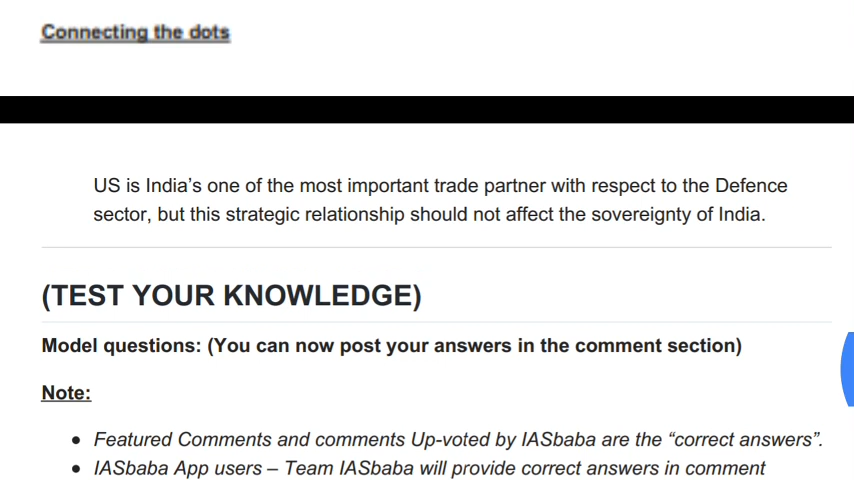 Connecting the dots
US is India’s one of the most important trade partner with respect to the Defence
sector, but this strategic relationship should not affect the sovereignty of India.
(TEST YOUR KNOWLEDGE)
Model questions: (You can now post your answers in the comment section)
Note:
● Featured Comments and comments Up-voted by IASbaba are the “correct answers”.
● IASbaba App users – Team IASbaba will provide correct answers in comment